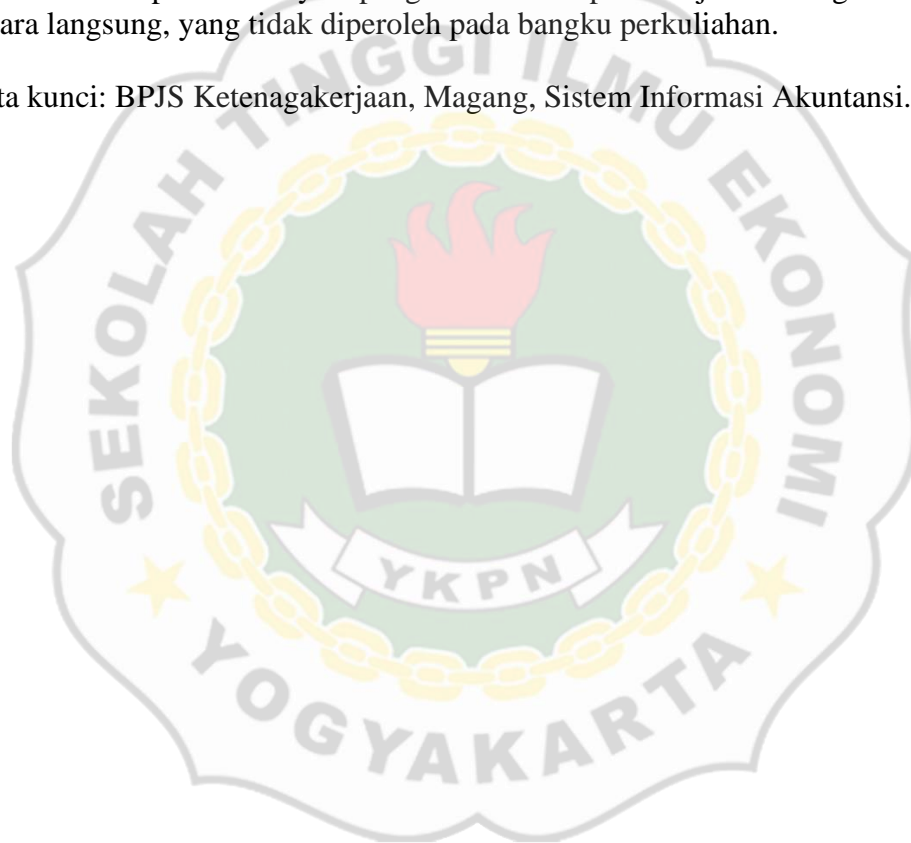 ara langsung, yang tidak diperoleh pada bangku perkuliahan.
ta kunci: BPJS Ketenagakerjaan, Magang, Sistem Informasi Akuntansi.
SEKOLAH TINGGI ILMU EKONOMI
YKPN
YOGYAKARTA